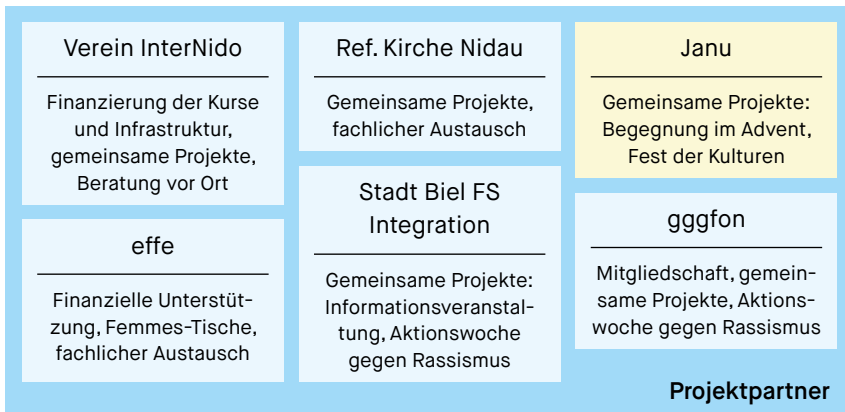 Verein InterNido
Finanzierung der Kurse
und Infrastruktur,
gemeinsame Projekte,
Beratung vor Ort
effe
Finanzielle Unterstüt-
zung, Femmes-Tische,
fachlicher Austausch
Ref. Kirche Nidau
Gemeinsame Projekte,
fachlicher Austausch
Stadt Biel FS
Integration
Gemeinsame Projekte:
Informationsveranstal-
tung, Aktionswoche
gegen Rassismus
Janu
Gemeinsame Projekte:
Begegnung im Advent,
Fest der Kulturen
gggfon
Mitgliedschaft, gemein-
same Projekte, Aktions-
woche gegen Rassismus
Projektpartner